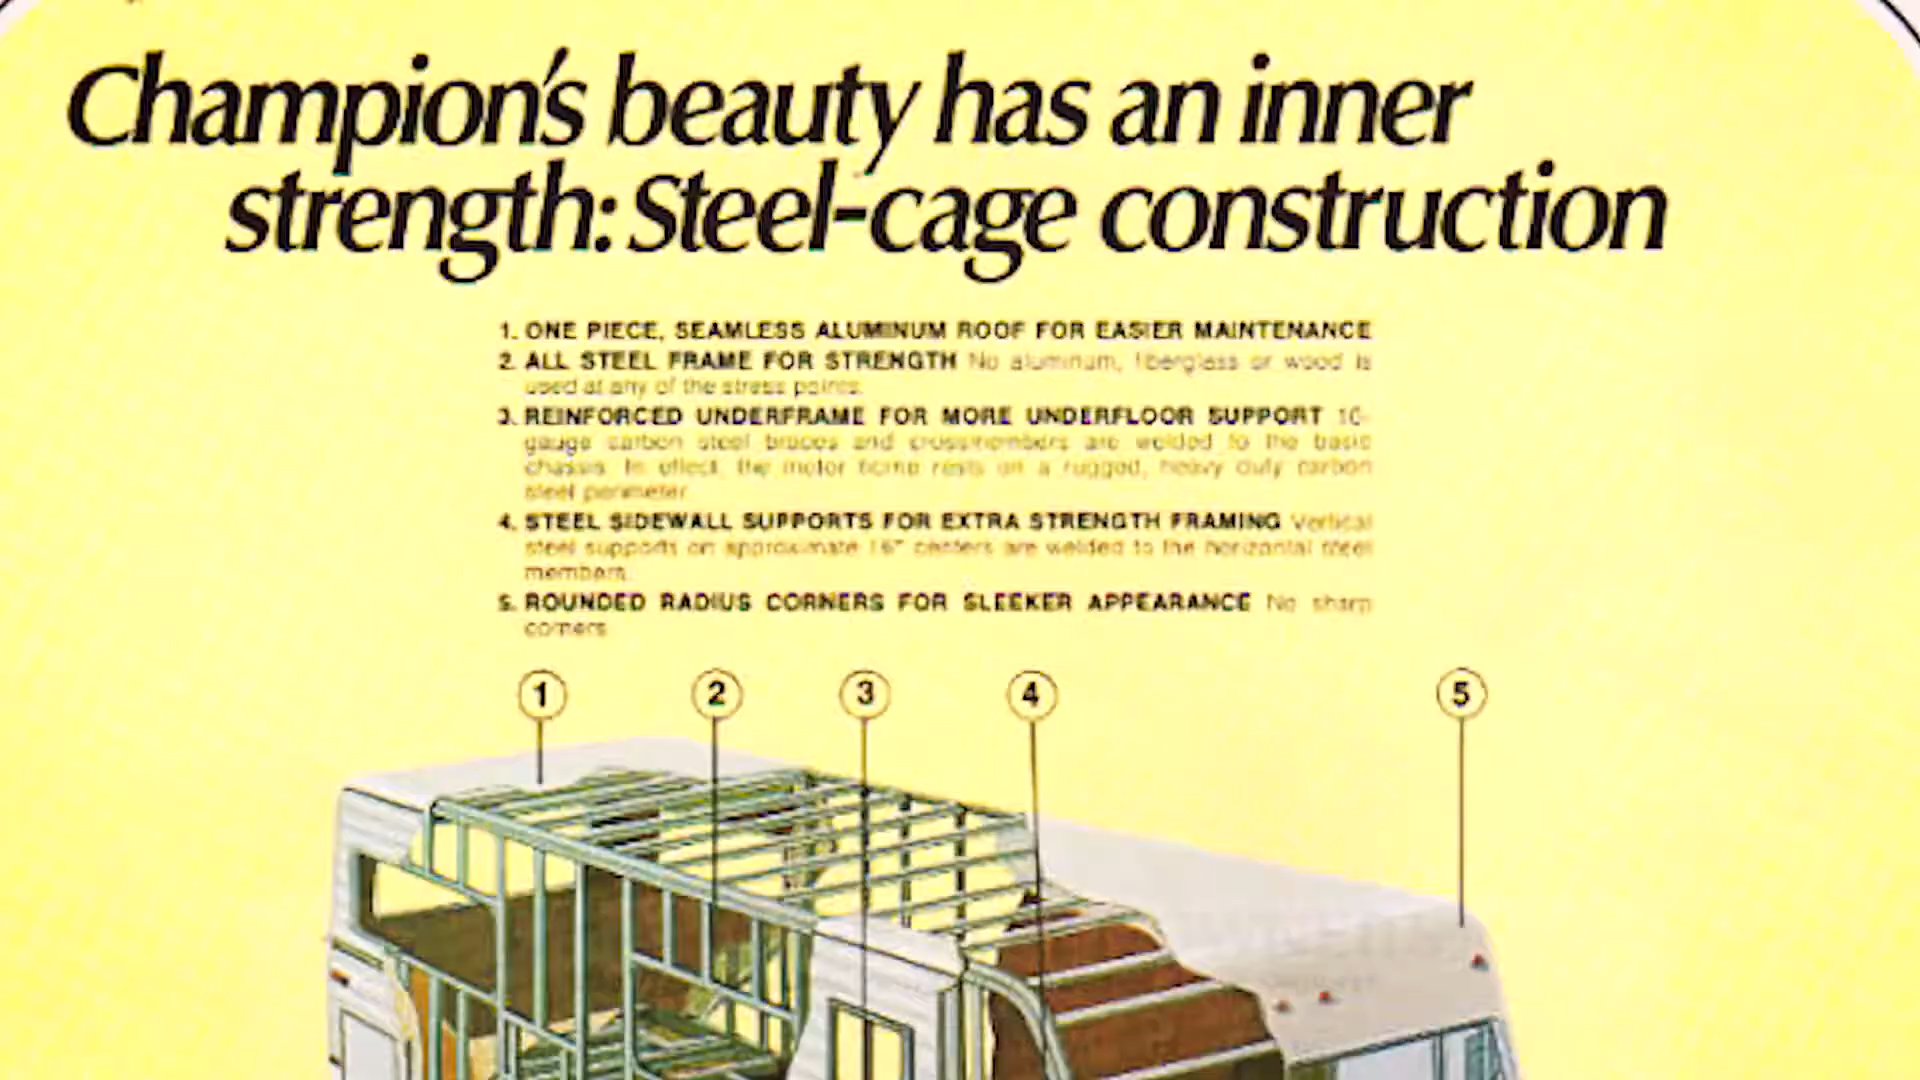 Champion's beauty has an inner
strength: Steel-cage construction
1. ONE PIECE, SEAMLESS ALUMINUM ROOF FOR EASIER MAINTENANCE
2. ALL STEEL FRAME FOR STRENGTH No aluminum, fiberglass or wood is
used at any of the stress points.
3. REINFORCED UNDERFRAME FOR MORE UNDERFLOOR SUPPORT 10-
gauge carbon steel braces and crossmembers are welded to the basic
chassis. In effect, the motor home rests on a rugged, heavy duty carbon
steel perimeter.
4. STEEL SIDEWALL SUPPORTS FOR EXTRA STRENGTH FRAMING Vertical
steel supports on approximate 16" centers are welded to the horizontal steel
members.
5. ROUNDED RADIUS CORNERS FOR SLEEKER APPEARANCE No sharp
corners.
1 2 3 4 5